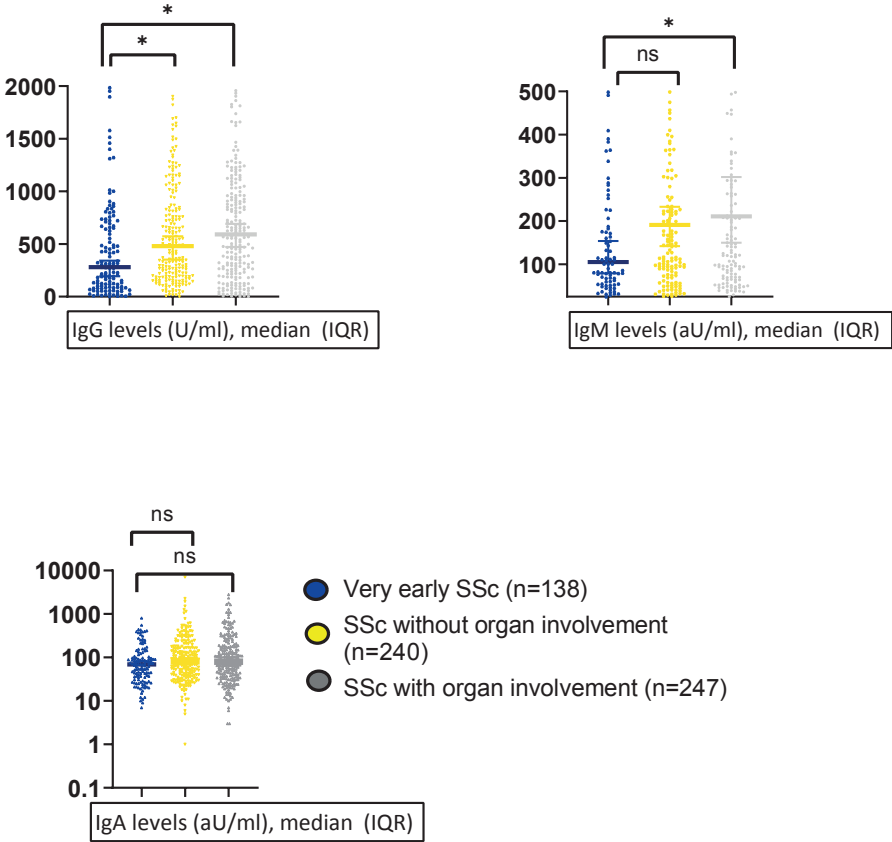 *
*
2000
1500
1000
500
0
IgG levels (U/ml), median (IQR)
*
ns
500
400
300
200
100
IgM levels (aU/ml), median (IQR)
ns
ns
10000
1000
100
10
1
0.1
IgA levels (aU/ml), median (IQR)
Very early SSc (n=138)
SSc without organ involvement
(n=240)
SSc with organ involvement (n=247)